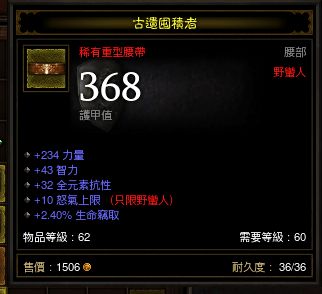 古遺囤積者
稀有重型腰帶 腰部
368 野蠻人
護甲值
+234 力量
+43 智力
+32 全元素抗性
+10 怒氣上限 (只限野蠻人)
+2.40% 生命竊取
物品等級：62 需要等級：60
售價：1506 耐久度： 36/36